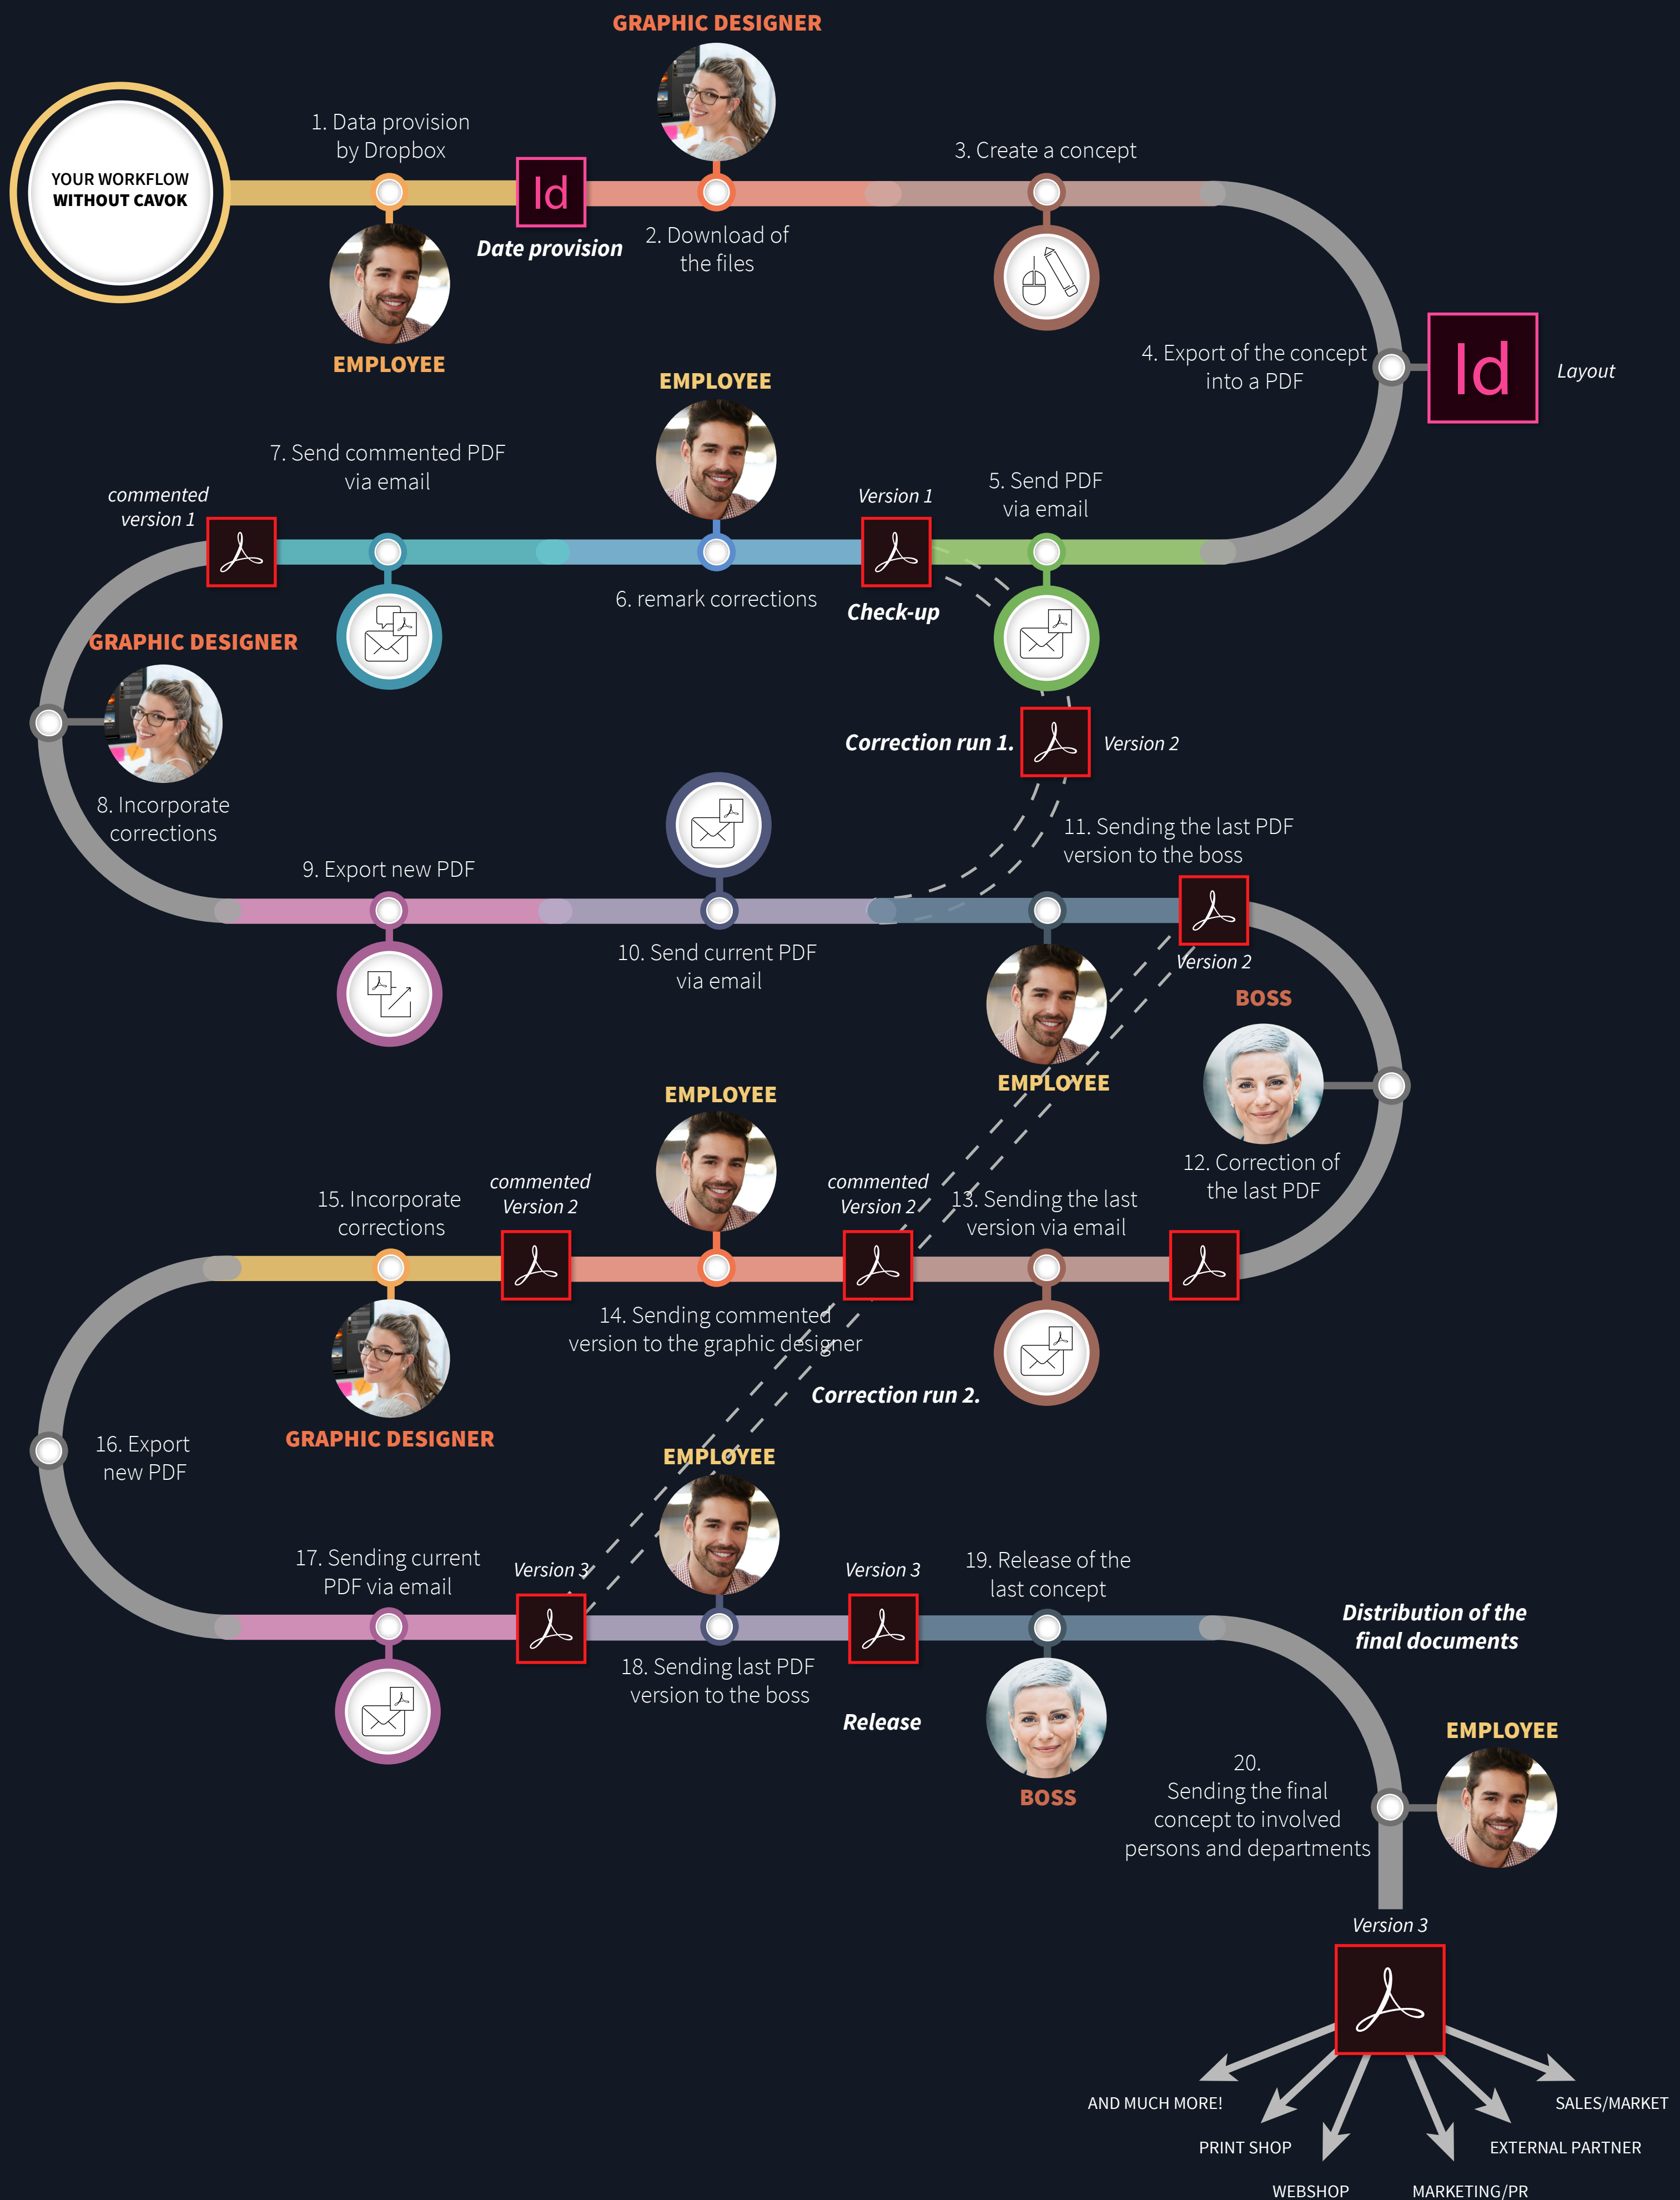 GRAPHIC DESIGNER
YOUR WORKFLOW
WITHOUT CAVOK
1. Data provision
by Dropbox
Id
Date provision
EMPLOYEE
2. Download of
the files
3. Create a concept
4. Export of the concept
into a PDF
Id
Layout
5. Send PDF
via email
Version 1
Check-up
EMPLOYEE
6. remark corrections
7. Send commented PDF
via email
commented
version 1
GRAPHIC DESIGNER
8. Incorporate
corrections
Correction run 1.
Version 2
9. Export new PDF
10. Send current PDF
via email
11. Sending the last PDF
version to the boss
Version 2
EMPLOYEE
BOSS
12. Correction of
the last PDF
13. Sending the last
version via email
commented
Version 2
EMPLOYEE
14. Sending commented
version to the graphic designer
Correction run 2.
commented
Version 2
15. Incorporate
corrections
GRAPHIC DESIGNER
16. Export
new PDF
17. Sending current
PDF via email
Version 3
EMPLOYEE
18. Sending last PDF
version to the boss
Version 3
Release
19. Release of the
last concept
BOSS
Distribution of the
final documents
EMPLOYEE
20.
Sending the final
concept to involved
persons and departments
Version 3
AND MUCH MORE!
SALES/MARKET
PRINT SHOP
EXTERNAL PARTNER
WEBSHOP
MARKETING/PR